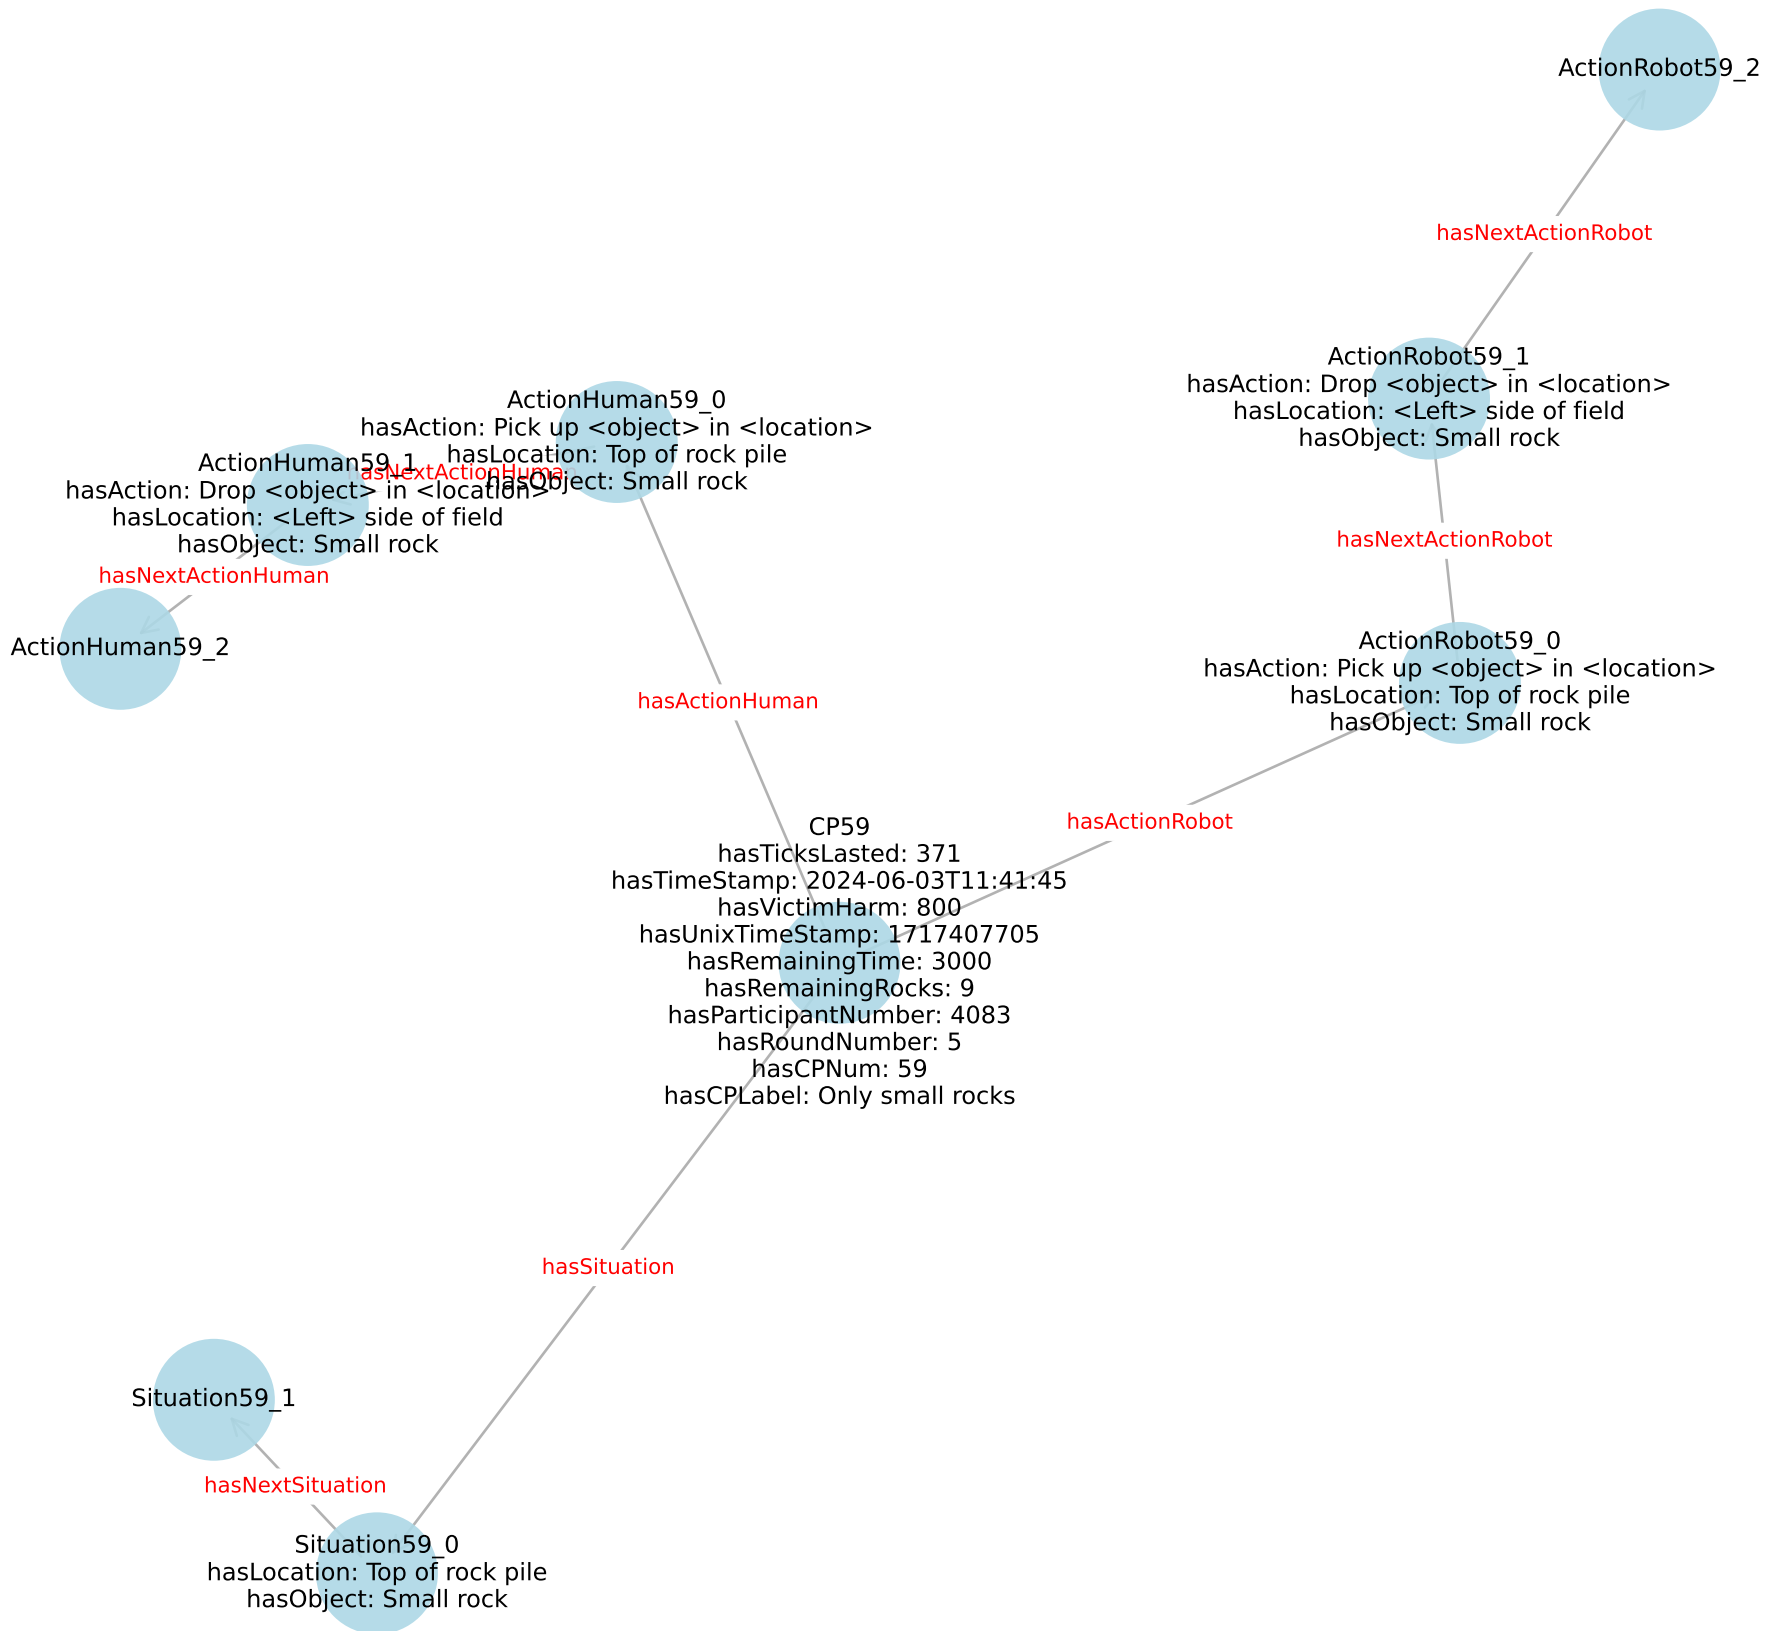 ActionRobot59_2
hasNextActionRobot
ActionRobot59_1
hasAction: Drop <object> in <location>
hasLocation: <Left> side of field
hasObject: Small rock
ActionHuman59_0
hasAction: Pick up <object> in <location>
hasLocation: Top of rock pile
hasObject: Small rock
hasNextActionHuman
ActionHuman59_1
hasAction: Drop <object> in <location>
hasLocation: <Left> side of field
hasObject: Small rock
hasNextActionHuman
ActionHuman59_2
hasNextActionRobot
ActionRobot59_0
hasAction: Pick up <object> in <location>
hasLocation: Top of rock pile
hasObject: Small rock
hasActionHuman
hasActionRobot
CP59
hasTicksLasted: 371
hasTimeStamp: 2024-06-03T11:41:45
hasVictimHarm: 800
hasUnixTimeStamp: 1717407705
hasRemainingTime: 3000
hasRemainingRocks: 9
hasParticipantNumber: 4083
hasRoundNumber: 5
hasCPNum: 59
hasCPLabel: Only small rocks
hasSituation
Situation59_1
hasNextSituation
Situation59_0
hasLocation: Top of rock pile
hasObject: Small rock